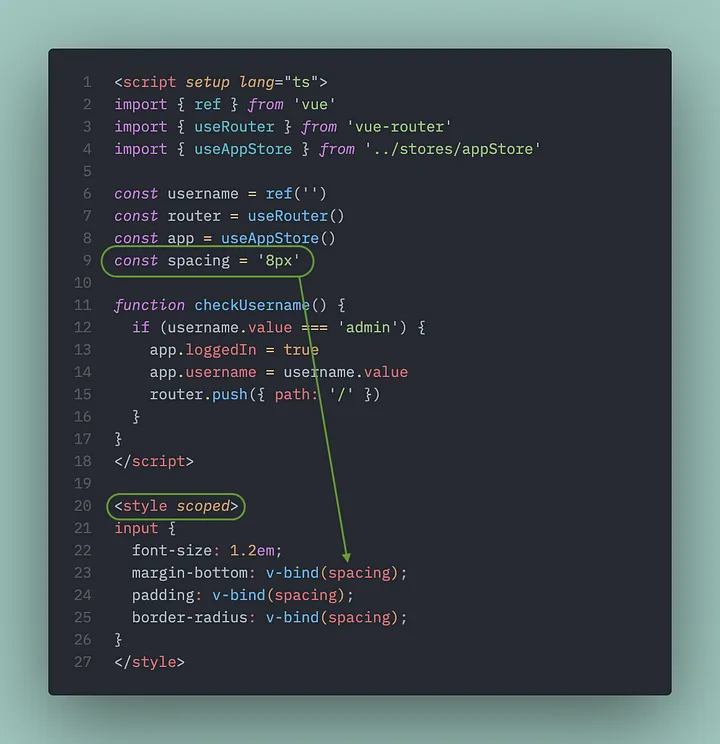 1 <script setup lang="ts">
2 import { ref } from 'vue'
3 import { useRouter } from 'vue-router'
4 import { useAppStore } from '../stores/appStore'
5
6 const username = ref('')
7 const router = useRouter()
8 const app = useAppStore()
9 const spacing = '8px'
10
11 function checkUsername() {
12   if (username.value === 'admin') {
13     app.loggedIn = true
14     app.username = username.value
15     router.push({ path: '/' })
16   }
17 }
18 </script>
19
20 <style scoped>
21 input {
22   font-size: 1.2em;
23   margin-bottom: v-bind(spacing);
24   padding: v-bind(spacing);
25   border-radius: v-bind(spacing);
26 }
27 </style>